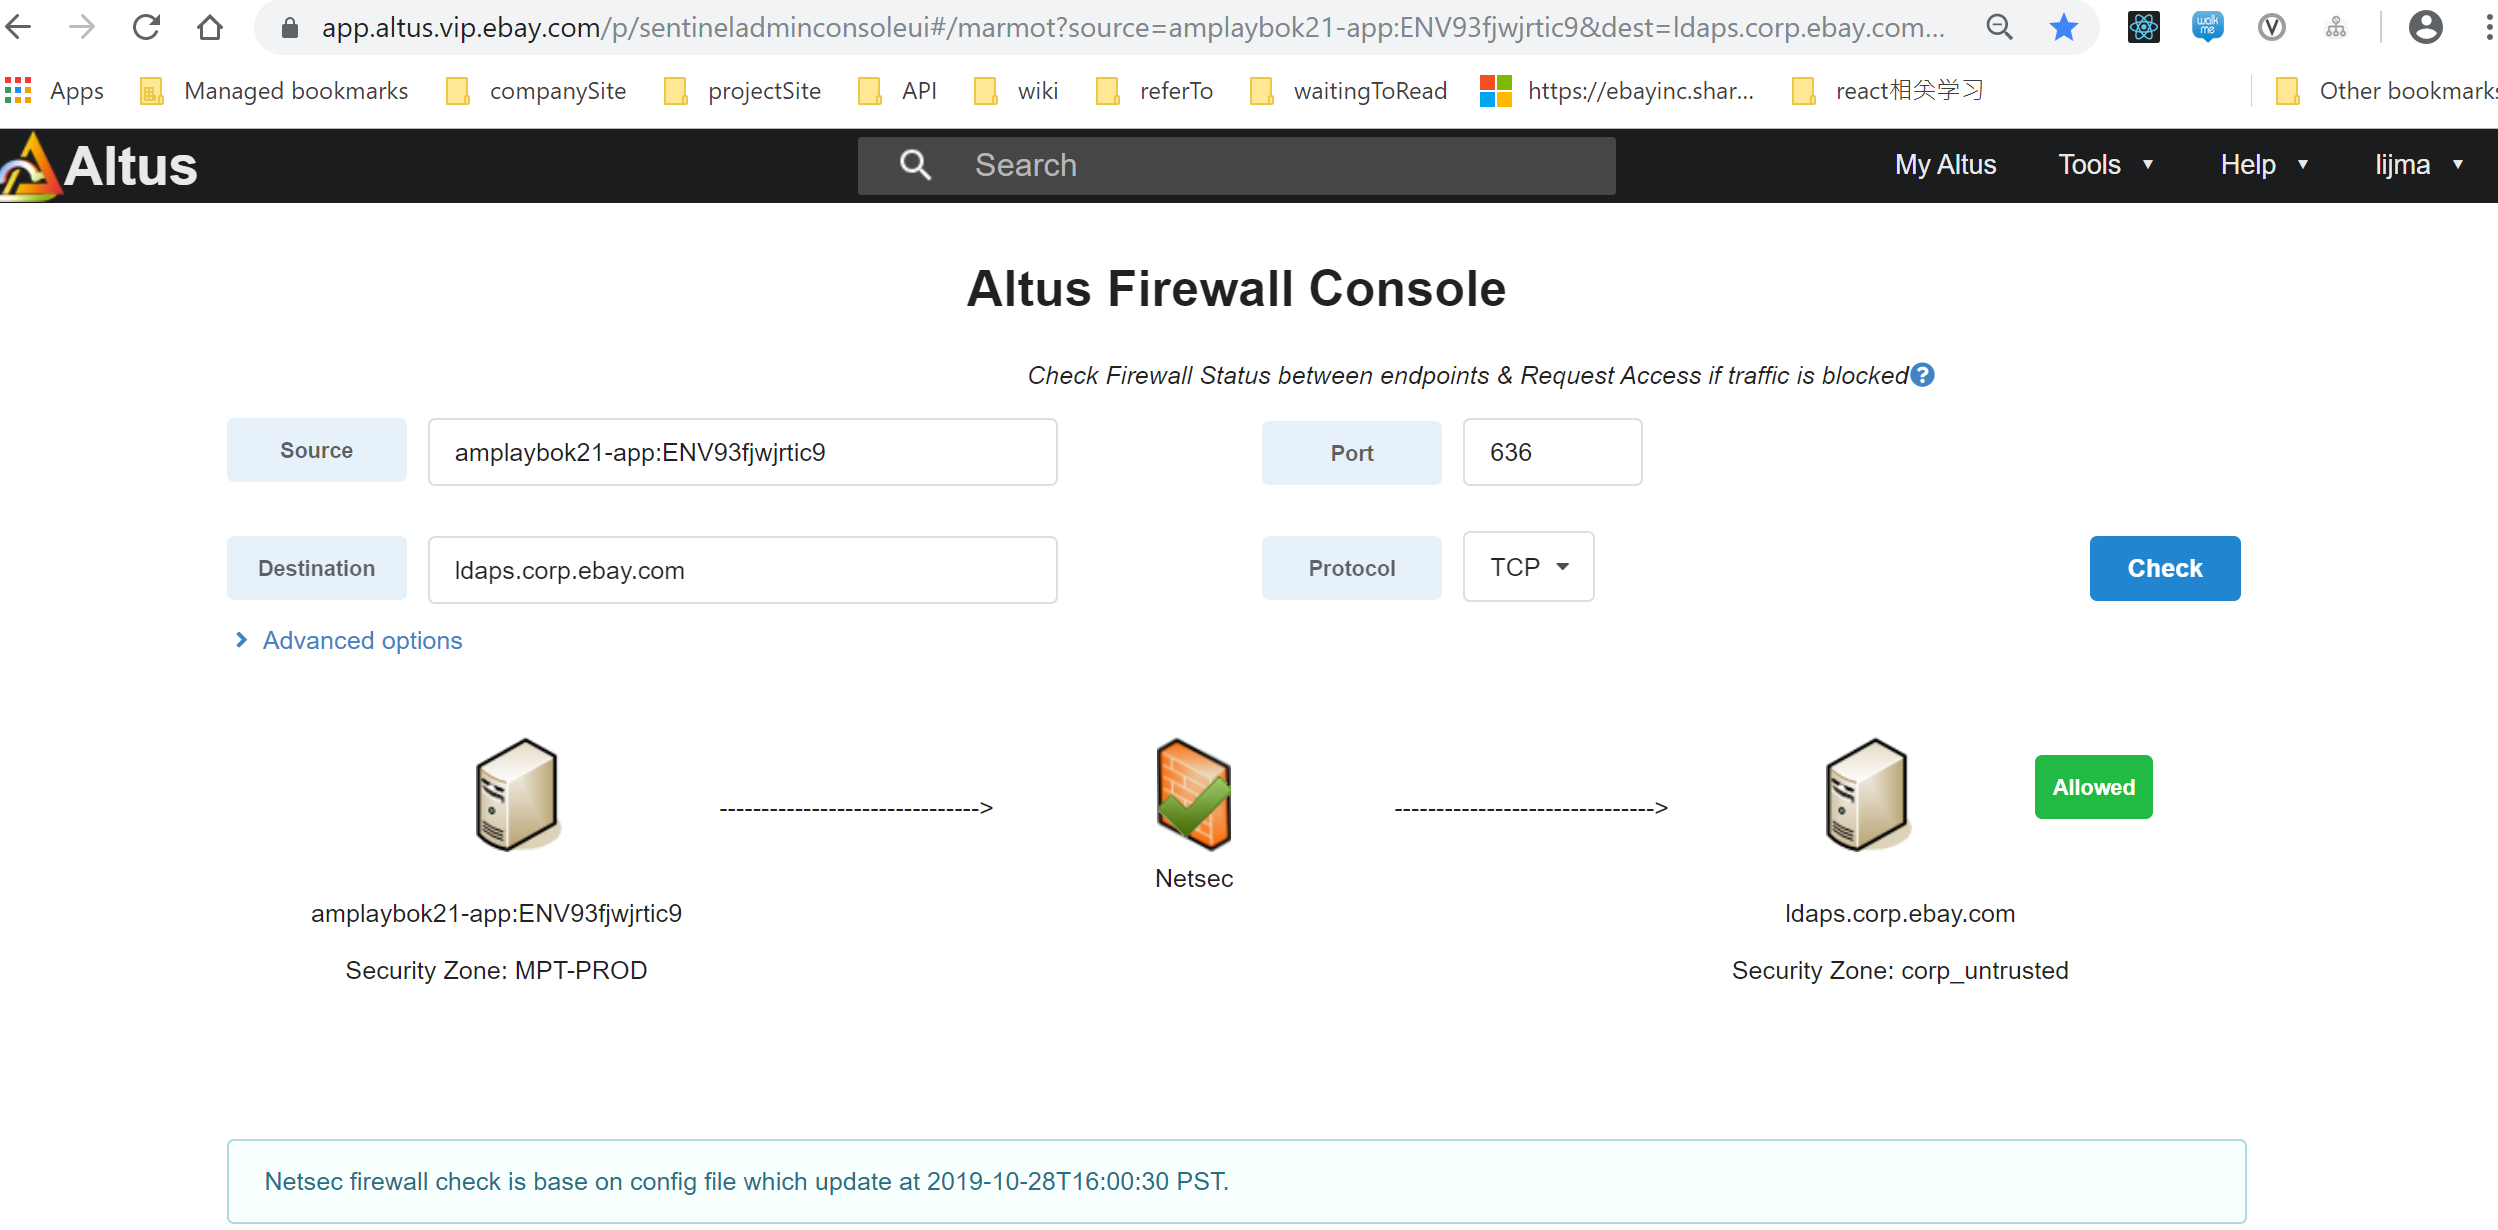 app.altus.vip.ebay.com/p/sentineladminconsoleui#/marmot?source=amplaybok21-app:ENV93fjwjrtic9&dest=ldaps.corp.ebay.com...
Apps Managed bookmarks companySite projectSite API wiki referTo waitingToRead https://ebayinc.shar... react相关学习 Other bookmarks
Altus Search My Altus Tools Help lijma
Altus Firewall Console
Check Firewall Status between endpoints & Request Access if traffic is blocked
Source amplaybok21-app:ENV93fjwjrtic9 Port 636
Destination ldaps.corp.ebay.com Protocol TCP Check
Advanced options
-------------------------------> -------------------------------> Allowed
Netsec
amplaybok21-app:ENV93fjwjrtic9 ldaps.corp.ebay.com
Security Zone: MPT-PROD Security Zone: corp_untrusted
Netsec firewall check is base on config file which update at 2019-10-28T16:00:30 PST.